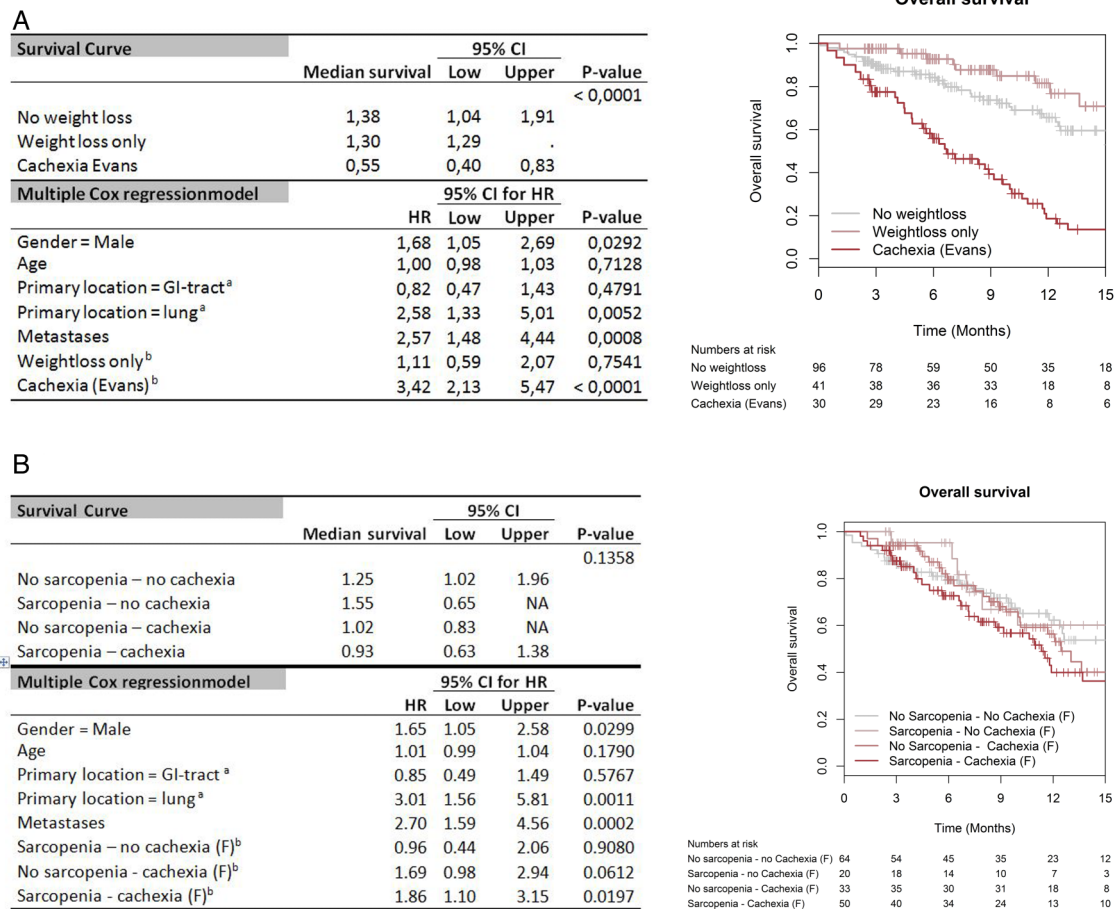 A
Survival Curve 95% CI
Median survival Low Upper P-value
< 0,0001
No weight loss 1,38 1,04 1,91
Weight loss only 1,30 1,29 .
Cachexia Evans 0,55 0,40 0,83
Multiple Cox regressionmodel 95% CI for HR
HR Low Upper P-value
Gender = Male 1,68 1,05 2,69 0,0292
Age 1,00 0,98 1,03 0,7128
Primary location = GI-tract a 0,82 0,47 1,43 0,4791
Primary location = lung a 2,58 1,33 5,01 0,0052
Metastases 2,57 1,48 4,44 0,0008
Weightloss only b 1,11 0,59 2,07 0,7541
Cachexia (Evans) b 3,42 2,13 5,47 < 0,0001
Overall survival
Overall survival
1.0
0.8
0.6
0.4
0.2
0.0
No weightloss
Weightloss only
Cachexia (Evans)
0 3 6 9 12 15
Time (Months)
Numbers at risk
No weightloss 96 78 59 50 35 18
Weightloss only 41 38 36 33 18 8
Cachexia (Evans) 30 29 23 16 8 6
B
Survival Curve 95% CI
Median survival Low Upper P-value
0.1358
No sarcopenia – no cachexia 1.25 1.02 1.96
Sarcopenia – no cachexia 1.55 0.65 NA
No sarcopenia – cachexia 1.02 0.83 NA
Sarcopenia – cachexia 0.93 0.63 1.38
Multiple Cox regressionmodel 95% CI for HR
HR Low Upper P-value
Gender = Male 1.65 1.05 2.58 0.0299
Age 1.01 0.99 1.04 0.1790
Primary location = GI-tract a 0.85 0.49 1.49 0.5767
Primary location = lung a 3.01 1.56 5.81 0.0011
Metastases 2.70 1.59 4.56 0.0002
Sarcopenia – no cachexia (F) b 0.96 0.44 2.06 0.9080
No sarcopenia - cachexia (F) b 1.69 0.98 2.94 0.0612
Sarcopenia - cachexia (F) b 1.86 1.10 3.15 0.0197
Overall survival
Overall survival
1.0
0.8
0.6
0.4
0.2
0.0
No Sarcopenia - No Cachexia (F)
Sarcopenia - No Cachexia (F)
No Sarcopenia - Cachexia (F)
Sarcopenia - Cachexia (F)
0 3 6 9 12 15
Time (Months)
Numbers at risk
No sarcopenia - no Cachexia (F) 64 54 45 35 23 12
Sarcopenia - no Cachexia (F) 20 18 14 10 7 3
No sarcopenia - Cachexia (F) 33 35 30 31 18 8
Sarcopenia - Cachexia (F) 50 40 34 24 13 10